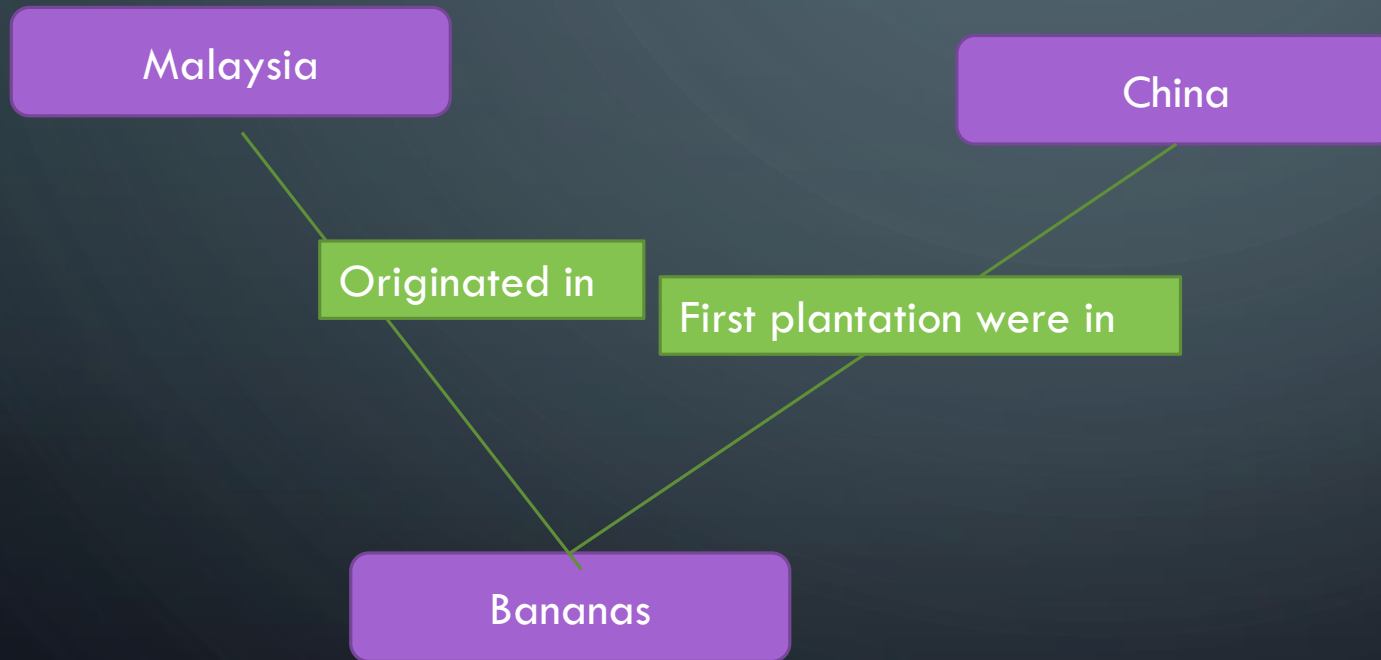 Malaysia
China
Originated in
First plantation were in
Bananas